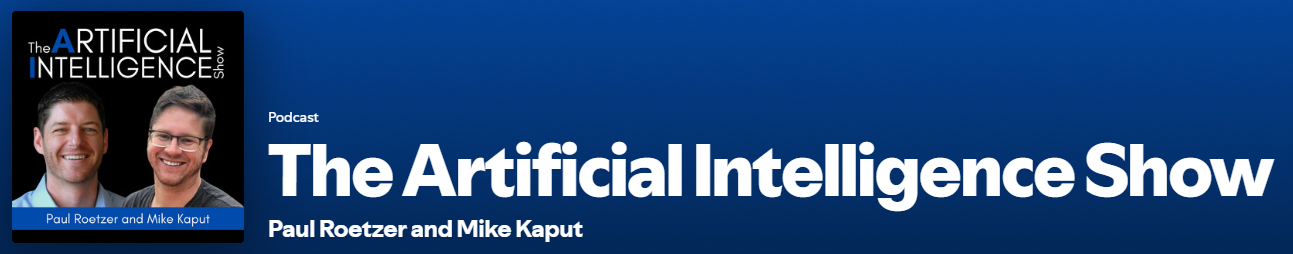 The ARTIFICIAL
INTELLIGENCE Show
Paul Roetzer and Mike Kaput
Podcast
The Artificial Intelligence Show
Paul Roetzer and Mike Kaput